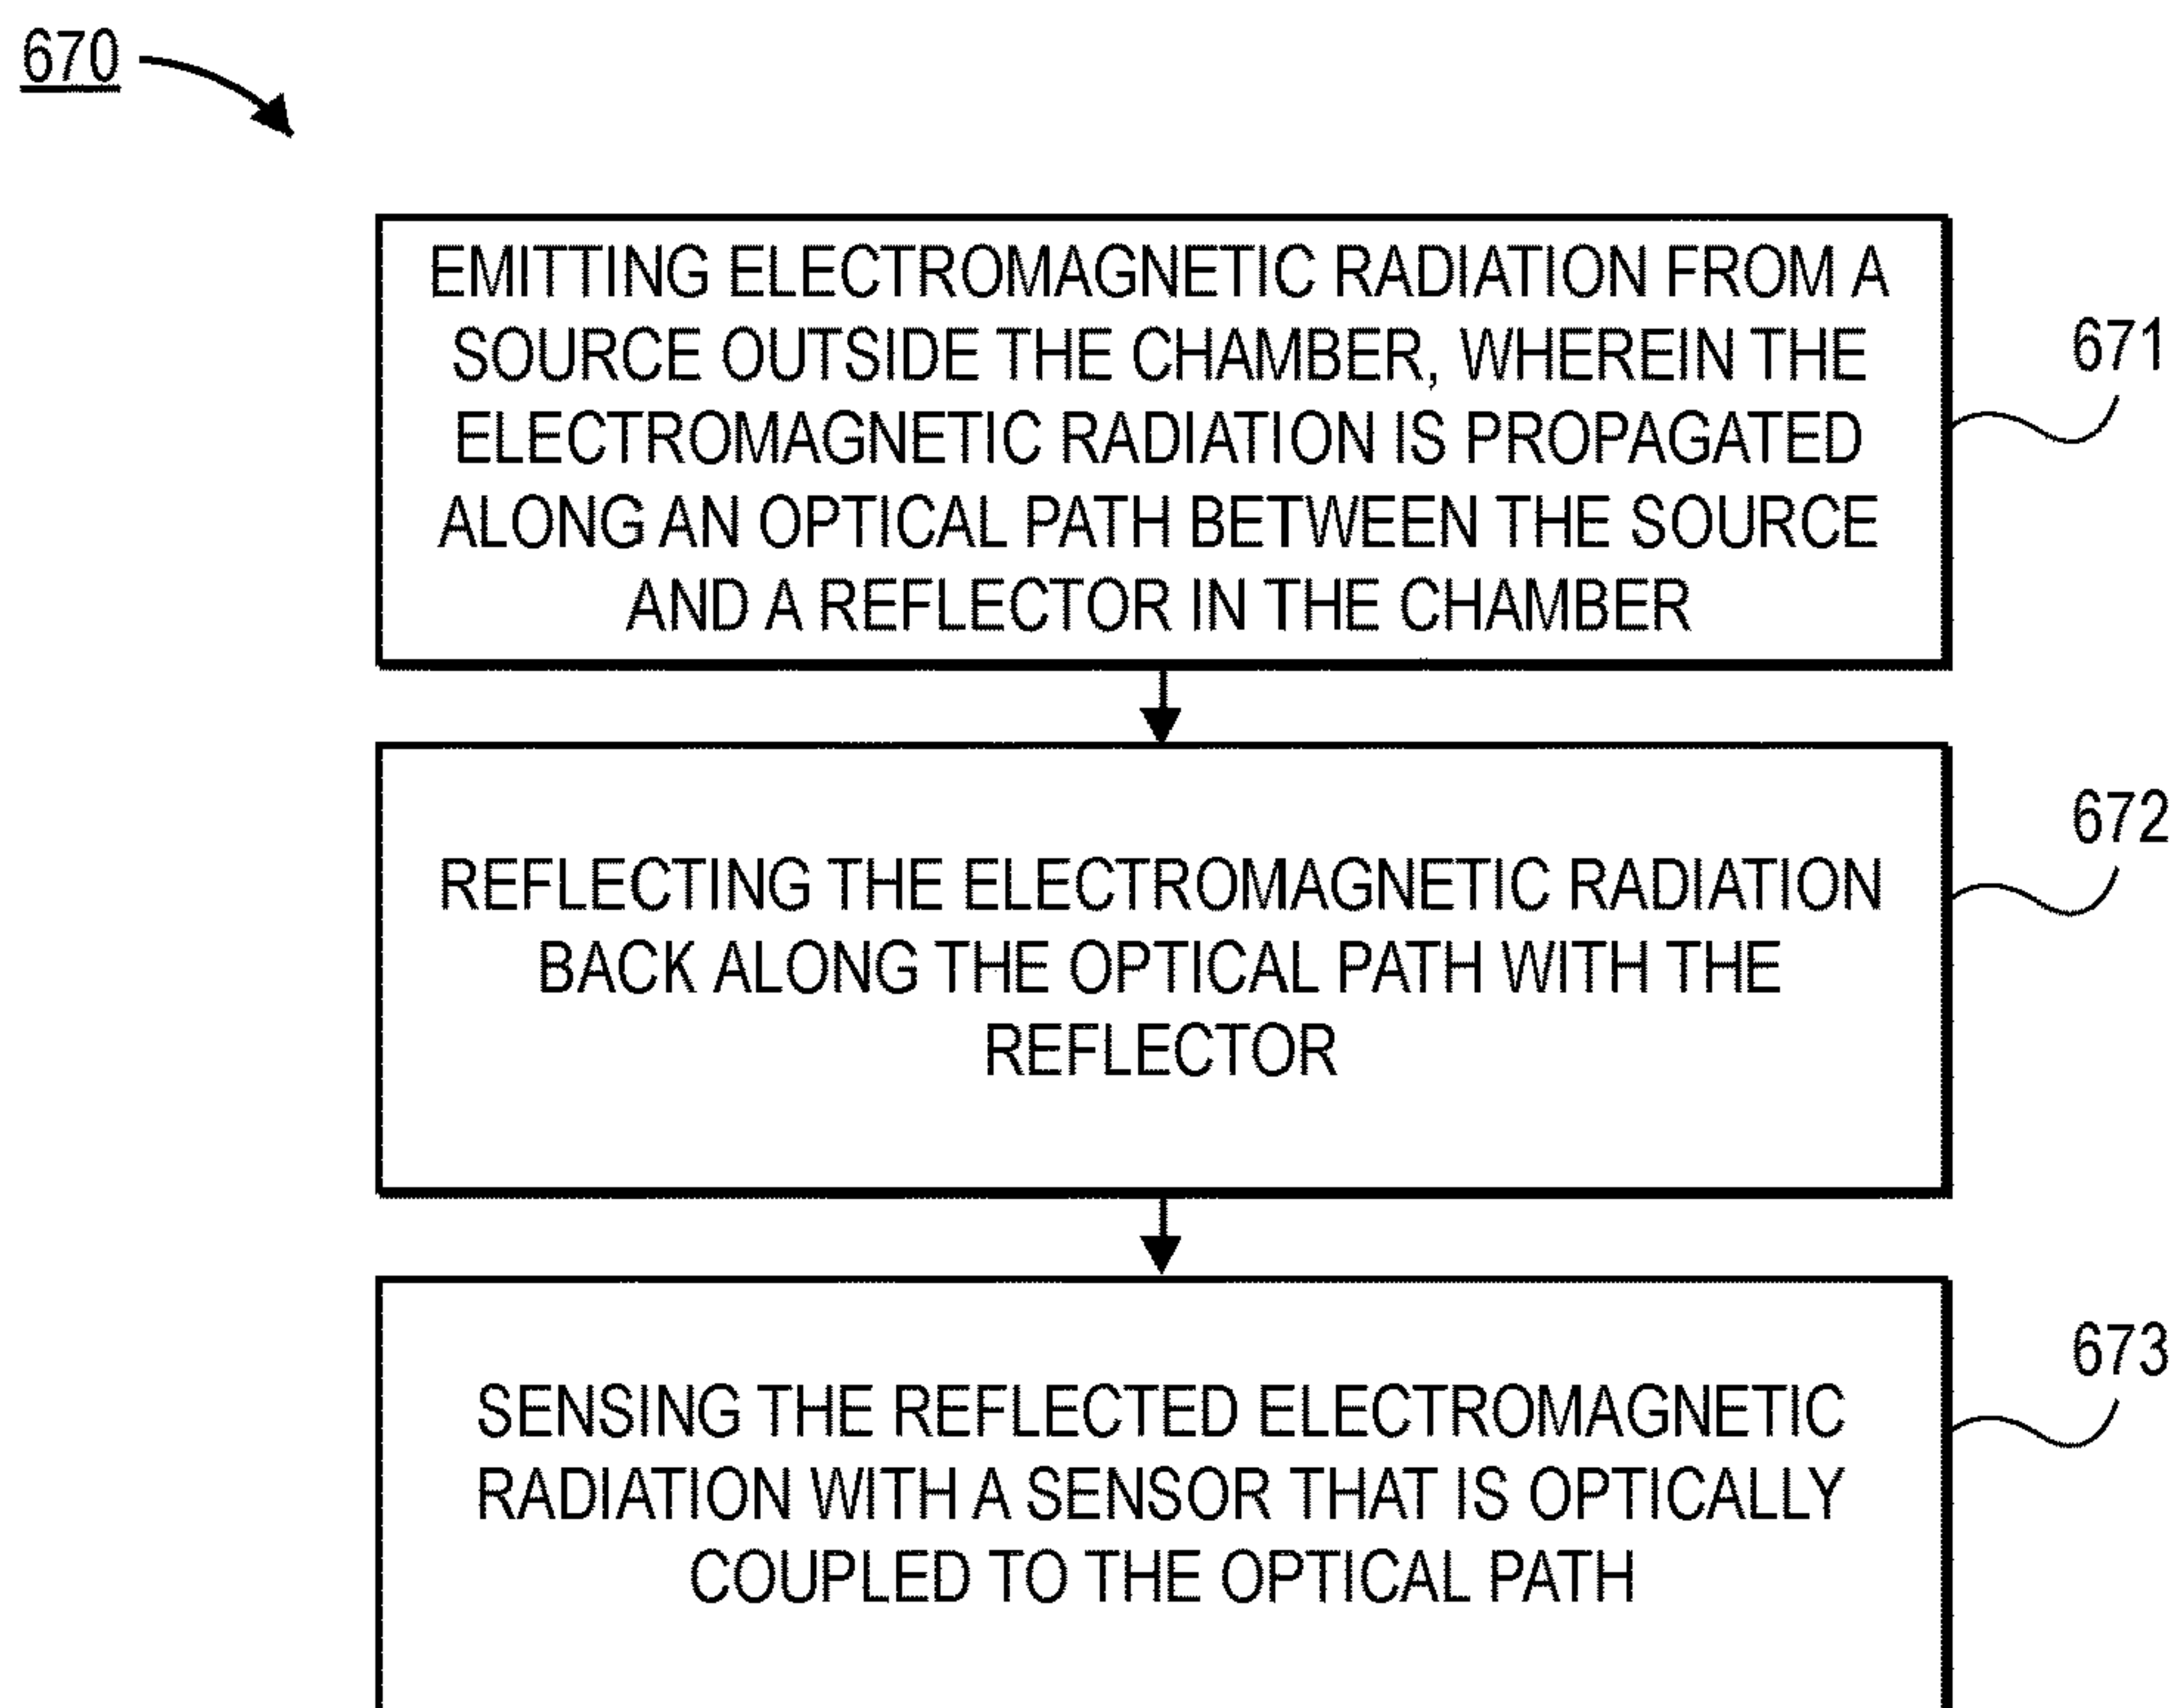 670
EMITTING ELECTROMAGNETIC RADIATION FROM A
SOURCE OUTSIDE THE CHAMBER, WHEREIN THE
ELECTROMAGNETIC RADIATION IS PROPAGATED
ALONG AN OPTICAL PATH BETWEEN THE SOURCE
AND A REFLECTOR IN THE CHAMBER
671
REFLECTING THE ELECTROMAGNETIC RADIATION
BACK ALONG THE OPTICAL PATH WITH THE
REFLECTOR
672
SENSING THE REFLECTED ELECTROMAGNETIC
RADIATION WITH A SENSOR THAT IS OPTICALLY
COUPLED TO THE OPTICAL PATH
673